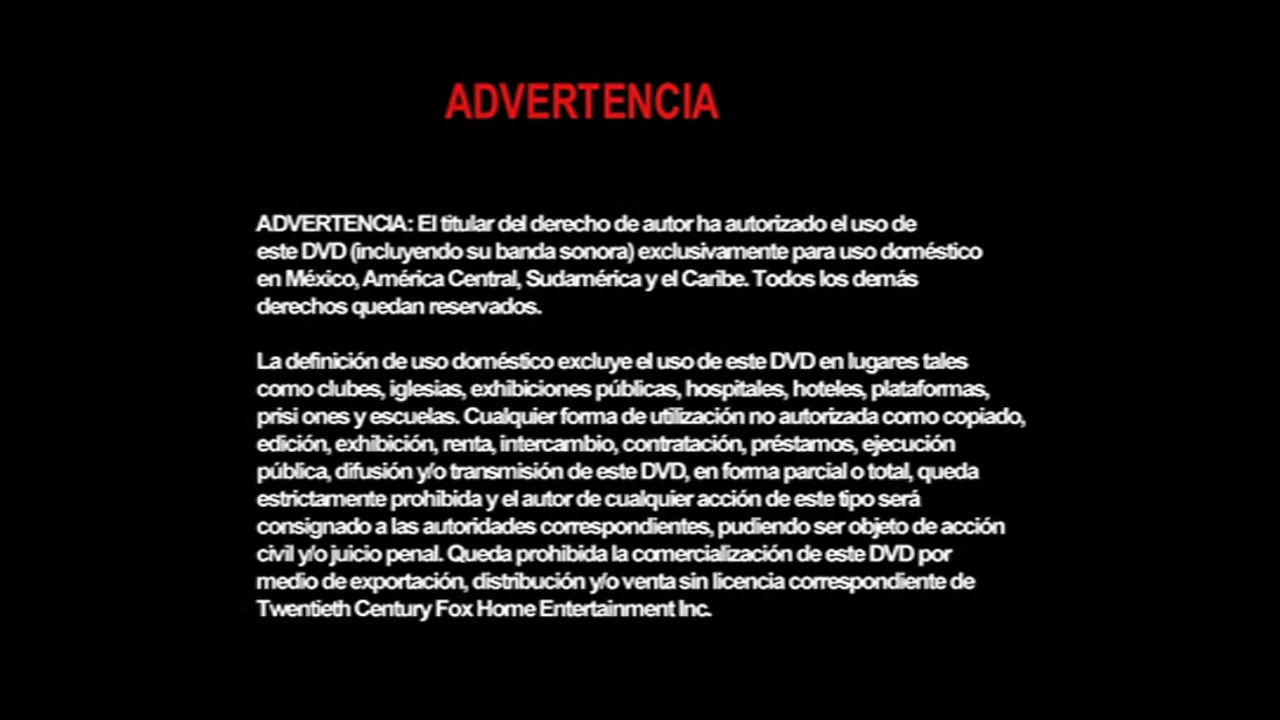 ADVERTENCIA
ADVERTENCIA: El titular del derecho de autor ha autorizado el uso de
este DVD (incluyendo su banda sonora) exclusivamente para uso doméstico
en México, América Central, Sudamérica y el Caribe. Todos los demás
derechos quedan reservados.
La definición de uso doméstico excluye el uso de este DVD en lugares tales
como clubes, iglesias, exhibiciones públicas, hospitales, hoteles, plataformas,
prisi ones y escuelas. Cualquier forma de utilización no autorizada como copiado,
edición, exhibición, renta, intercambio, contratación, préstamos, ejecución
pública, difusión y/o transmisión de este DVD, en forma parcial o total, queda
estrictamente prohibida y el autor de cualquier acción de este tipo será
consignado a las autoridades correspondientes, pudiendo ser objeto de acción
civil y/o juicio penal. Queda prohibida la comercialización de este DVD por
medio de exportación, distribución y/o venta sin licencia correspondiente de
Twentieth Century Fox Home Entertainment Inc.